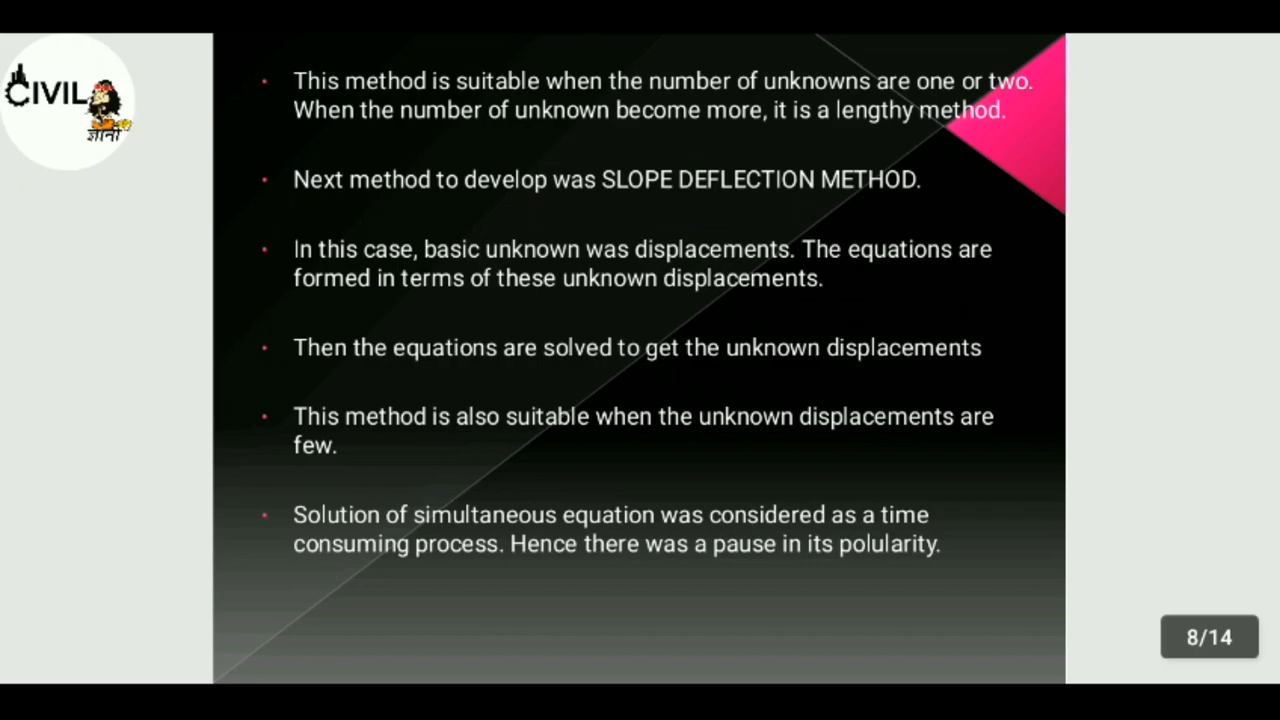 CIVIL
ज्ञानी
This method is suitable when the number of unknowns are one or two.
When the number of unknown become more, it is a lengthy method.
Next method to develop was SLOPE DEFLECTION METHOD.
In this case, basic unknown was displacements. The equations are
formed in terms of these unknown displacements.
Then the equations are solved to get the unknown displacements
This method is also suitable when the unknown displacements are
few.
Solution of simultaneous equation was considered as a time
consuming process. Hence there was a pause in its polularity.
8/14